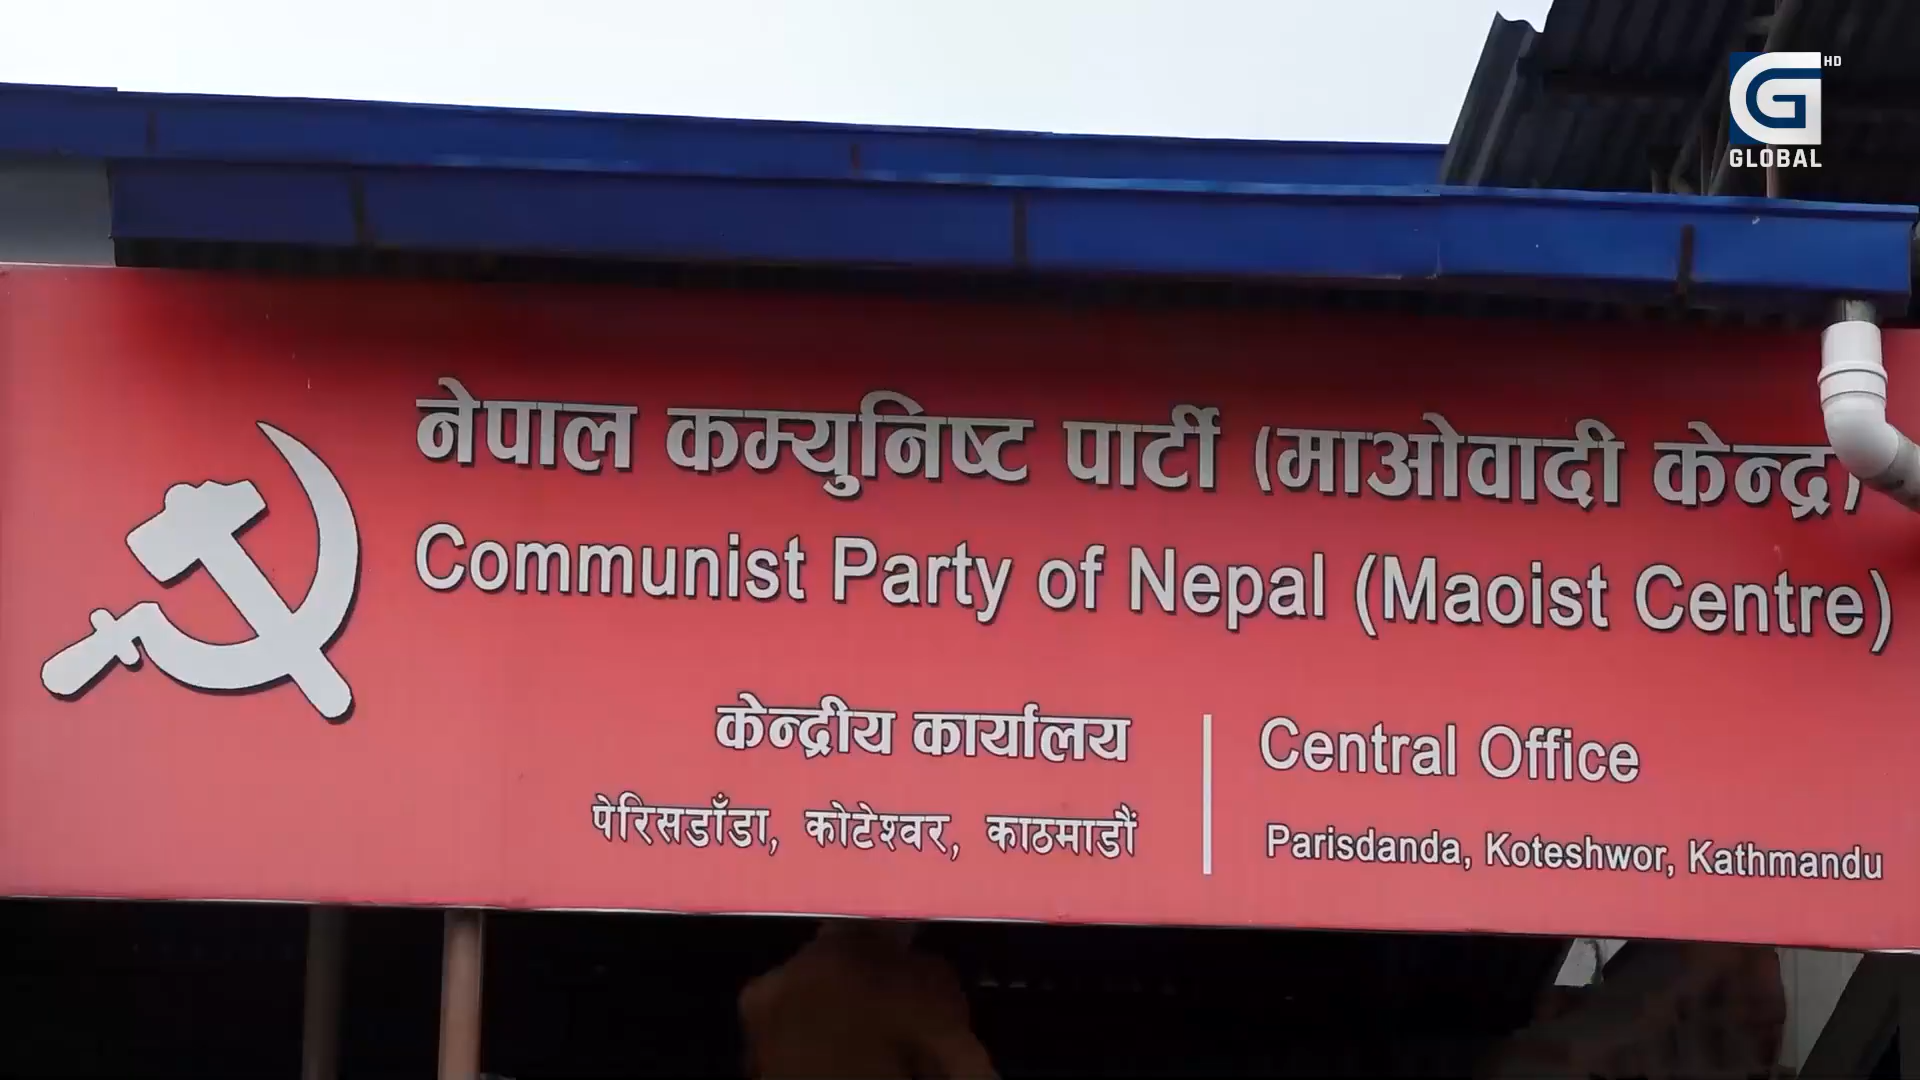 HD
G
GLOBAL
नेपाल कम्युनिष्ट पार्टी (माओवादी केन्द्र)
Communist Party of Nepal (Maoist Centre)
केन्द्रीय कार्यालय
पेरिसडाँडा, कोटेश्वर, काठमाडौं
Central Office
Parisdanda, Koteshwor, Kathmandu